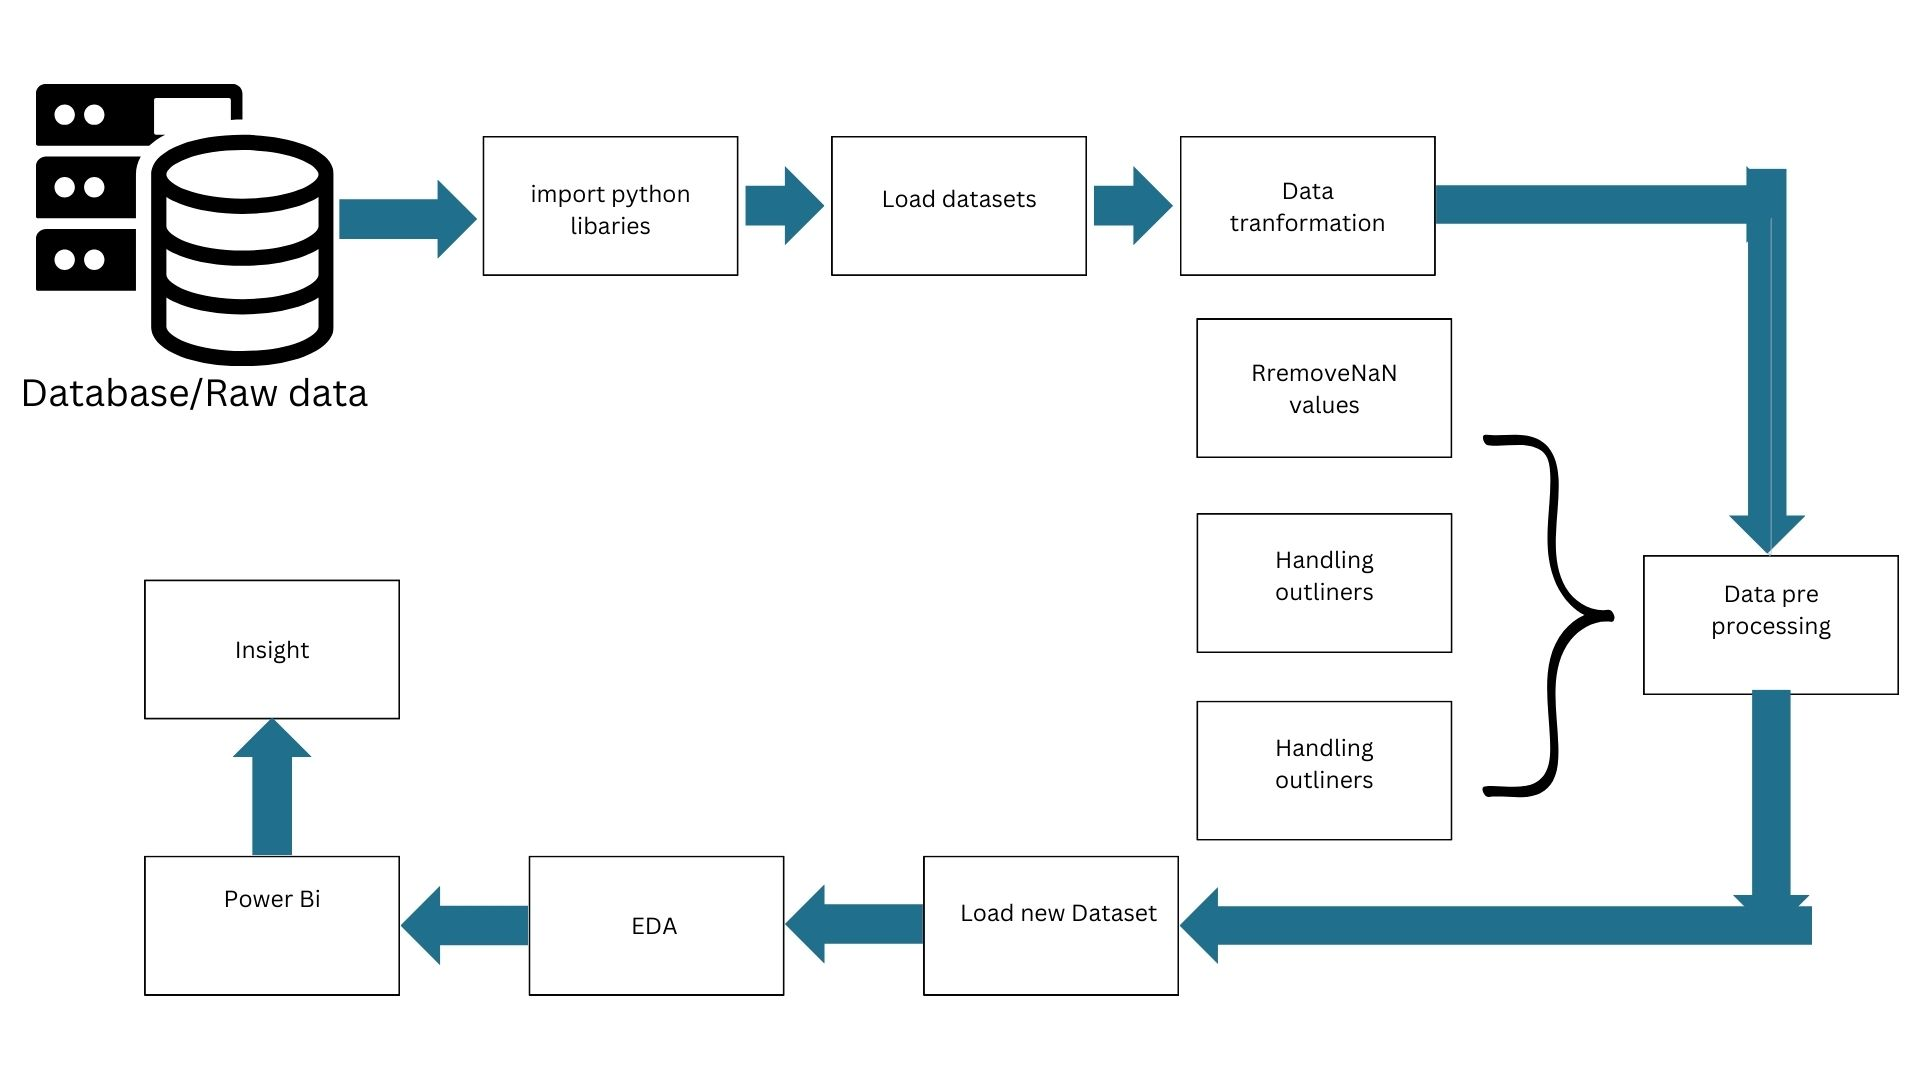 Database/Raw data
import python
libaries
Load datasets
Data
tranformation
RremoveNaN
values
Handling
outliners
Handling
outliners
Data pre
processing
Load new Dataset
EDA
Power Bi
Insight